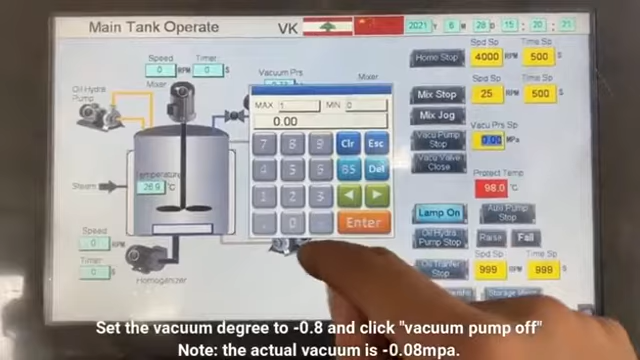 Main Tank Operate
VK
2021 Y 6 M 28 D 15 : 20 : 23
Speed Timer
0 RPM 0 S
Mixer
Oil Hydra
Pump
Vacuum Prs
Mixer
Home Stop
Spd Sp Time Sp
4000 RPM 500 S
Mix Stop
Spd Sp Time Sp
25 RPM 500 S
Mix Jog
Vacu Pump
Stop
Vacu Prs Sp
0.00 MPa
Vacu Valve
Close
Protect Temp
98.0 °C
MAX 1 MIN 0
0.00
7 8 9 Clr Esc
4 5 6 BS Del
1 2 3
0 Enter
Temperature
26.9 °C
Steam
Lamp On
Oil Hydra
Pump Stop
Raise Fall
Spd Sp Time Sp
999 RPM 999 S
Speed
0 RPM
Timer
0 S
Homoganizer
Set the vacuum degree to -0.8 and click "vacuum pump off"
Note: the actual vacuum is -0.08mpa.